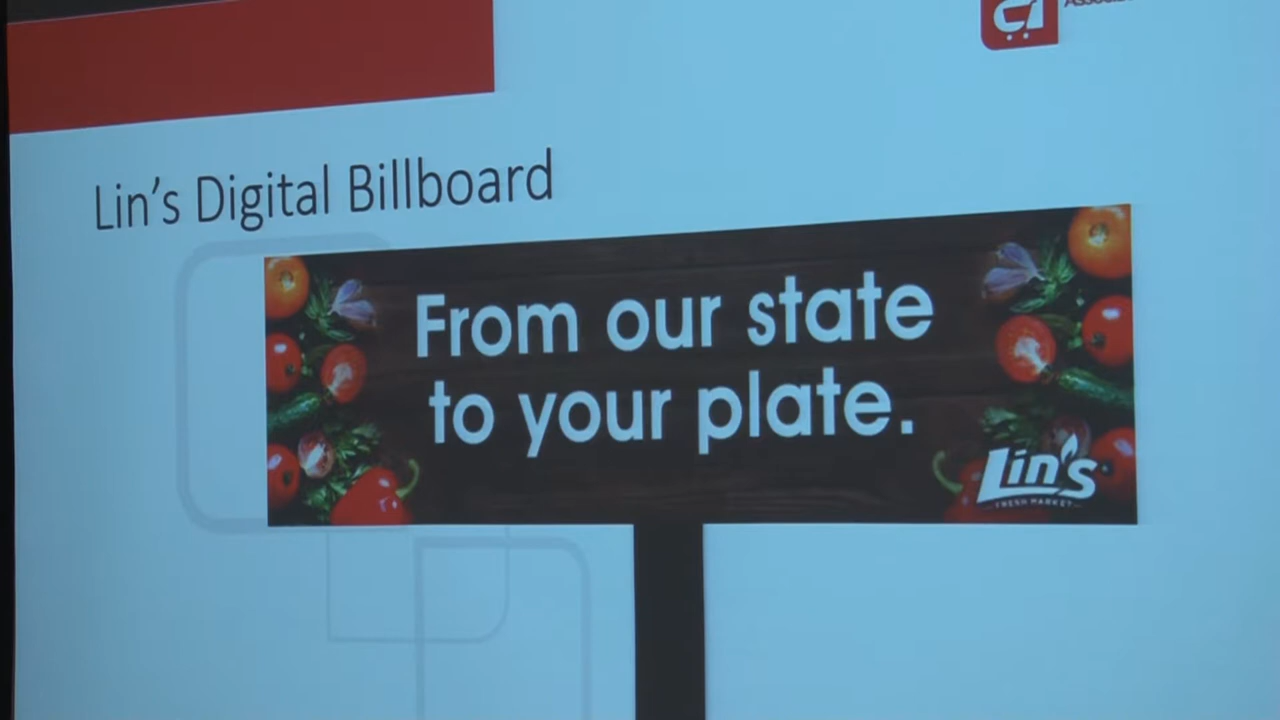 Lin's Digital Billboard
From our state
to your plate.
Lin's
FRESH MARKET